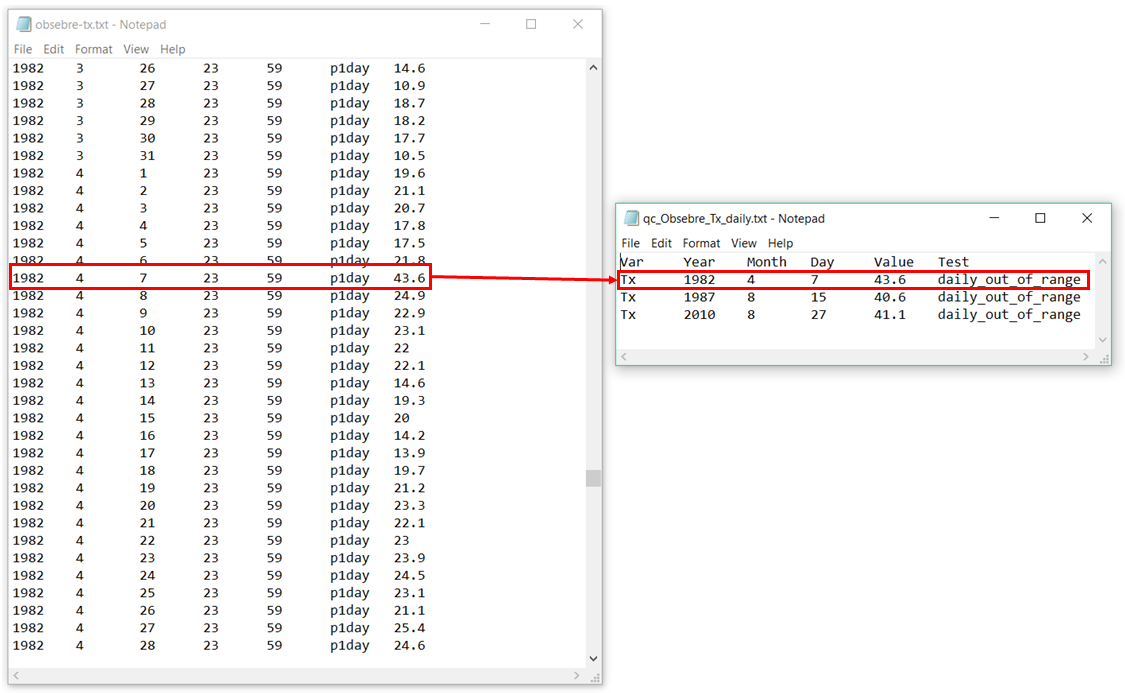 obsebre-tx.txt - Notepad
File Edit Format View Help
1982 3 26 23 59 p1day 14.6
1982 3 27 23 59 p1day 10.9
1982 3 28 23 59 p1day 18.7
1982 3 29 23 59 p1day 18.2
1982 3 30 23 59 p1day 17.7
1982 3 31 23 59 p1day 10.5
1982 4 1 23 59 p1day 19.6
1982 4 2 23 59 p1day 21.1
1982 4 3 23 59 p1day 20.7
1982 4 4 23 59 p1day 17.8
1982 4 5 23 59 p1day 17.5
1982 4 6 23 59 p1day 21.8
1982 4 7 23 59 p1day 43.6
1982 4 8 23 59 p1day 24.9
1982 4 9 23 59 p1day 22.9
1982 4 10 23 59 p1day 23.1
1982 4 11 23 59 p1day 22
1982 4 12 23 59 p1day 22.1
1982 4 13 23 59 p1day 14.6
1982 4 14 23 59 p1day 19.3
1982 4 15 23 59 p1day 20
1982 4 16 23 59 p1day 14.2
1982 4 17 23 59 p1day 13.9
1982 4 18 23 59 p1day 19.7
1982 4 19 23 59 p1day 21.2
1982 4 20 23 59 p1day 23.3
1982 4 21 23 59 p1day 22.1
1982 4 22 23 59 p1day 23
1982 4 23 23 59 p1day 23.9
1982 4 24 23 59 p1day 24.5
1982 4 25 23 59 p1day 23.1
1982 4 26 23 59 p1day 21.1
1982 4 27 23 59 p1day 25.4
1982 4 28 23 59 p1day 24.6
qc_Obsebre_Tx_daily.txt - Notepad
File Edit Format View Help
Var Year Month Day Value Test
Tx 1982 4 7 43.6 daily_out_of_range
Tx 1987 8 15 40.6 daily_out_of_range
Tx 2010 8 27 41.1 daily_out_of_range